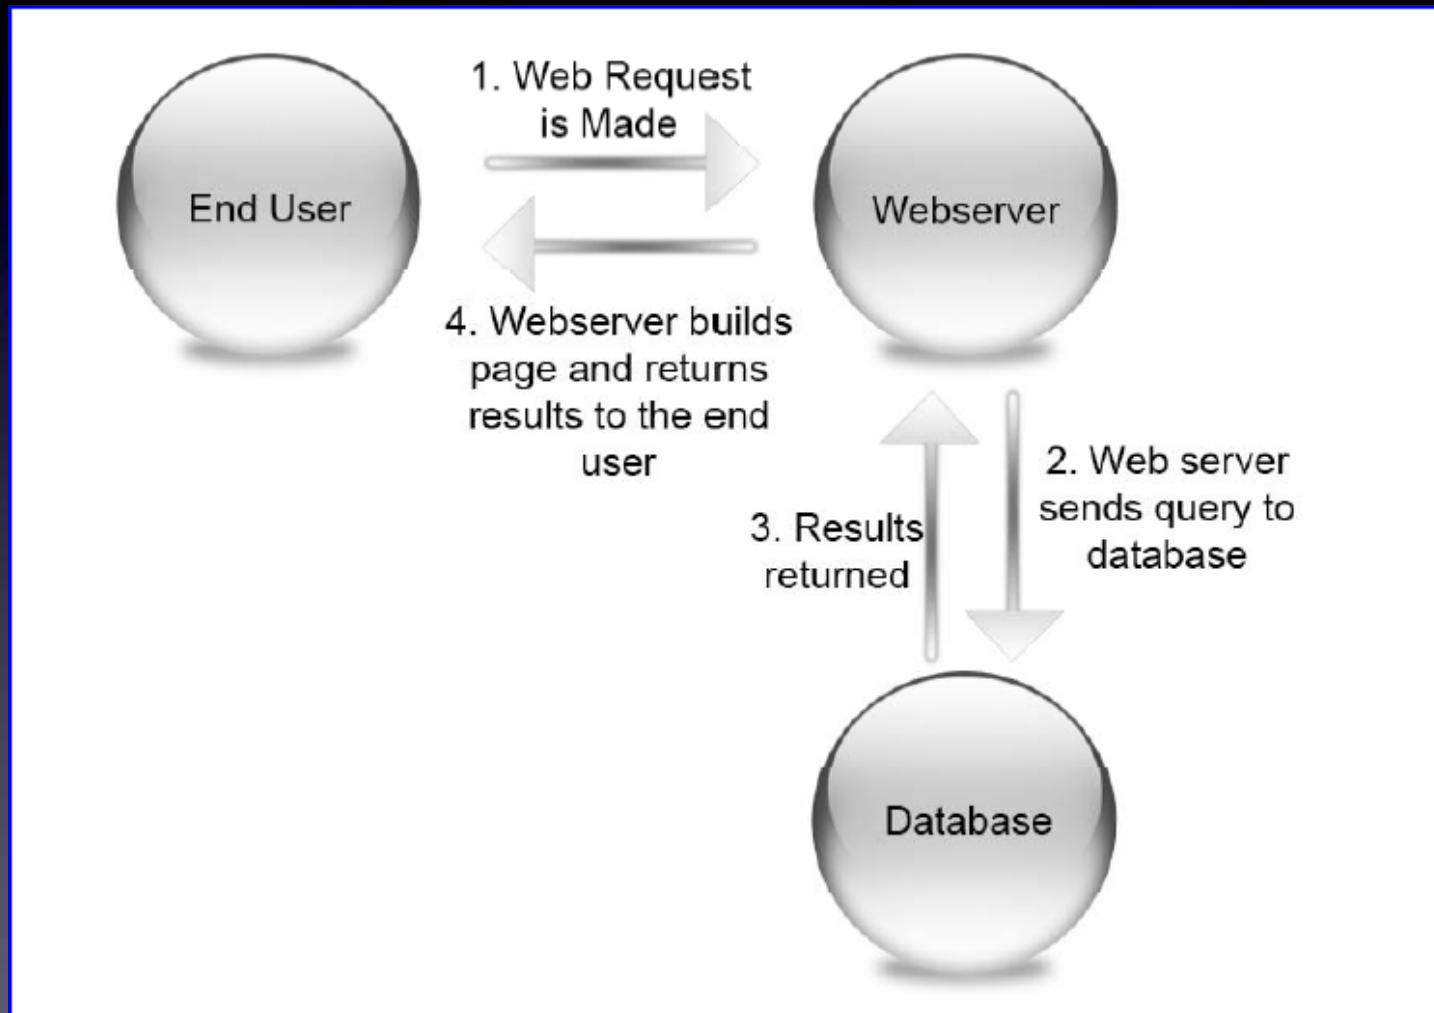 End User
1. Web Request
is Made
Webserver
4. Webserver builds
page and returns
results to the end
user
2. Web server
sends query to
database
3. Results
returned
Database